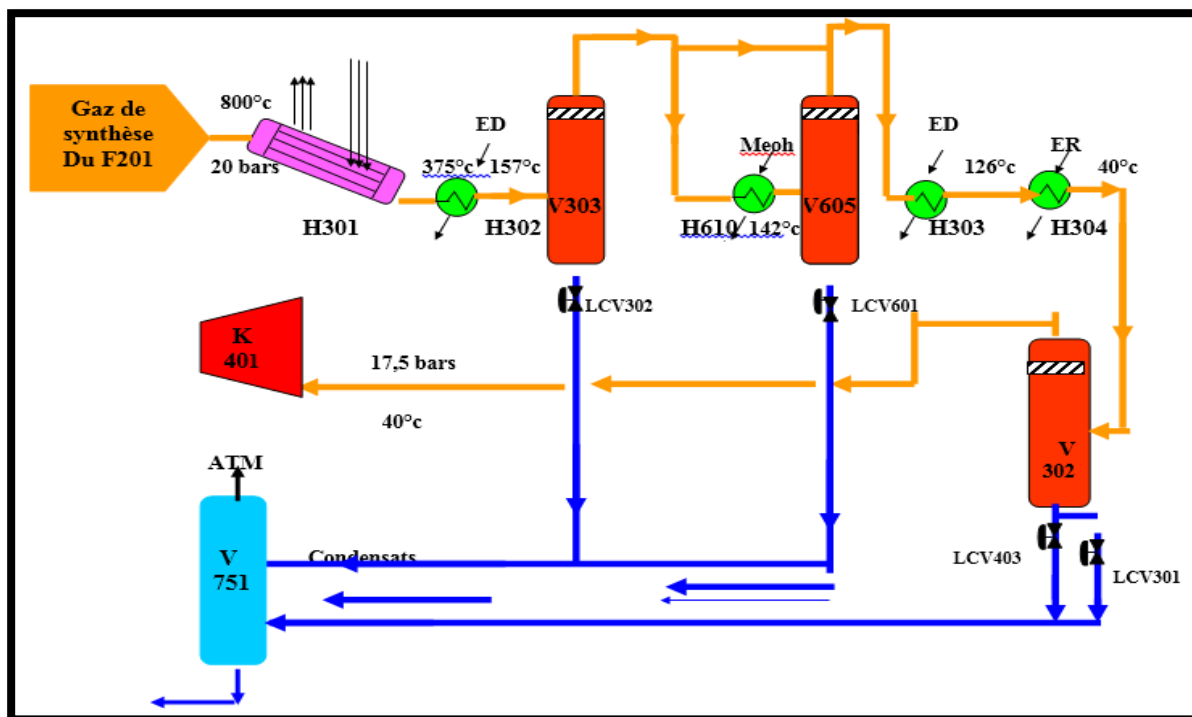 Gaz de
synthèse
Du F201
800°c
20 bars
H301
ED
375°c 157°c
H302
V303
Meoh
H610 142°c
V605
ED
126°c
ER
40°c
H303
H304
LCV302
LCV601
K
401
17,5 bars
40°c
V
302
ATM
V
751
Condensats
LCV403
LCV301